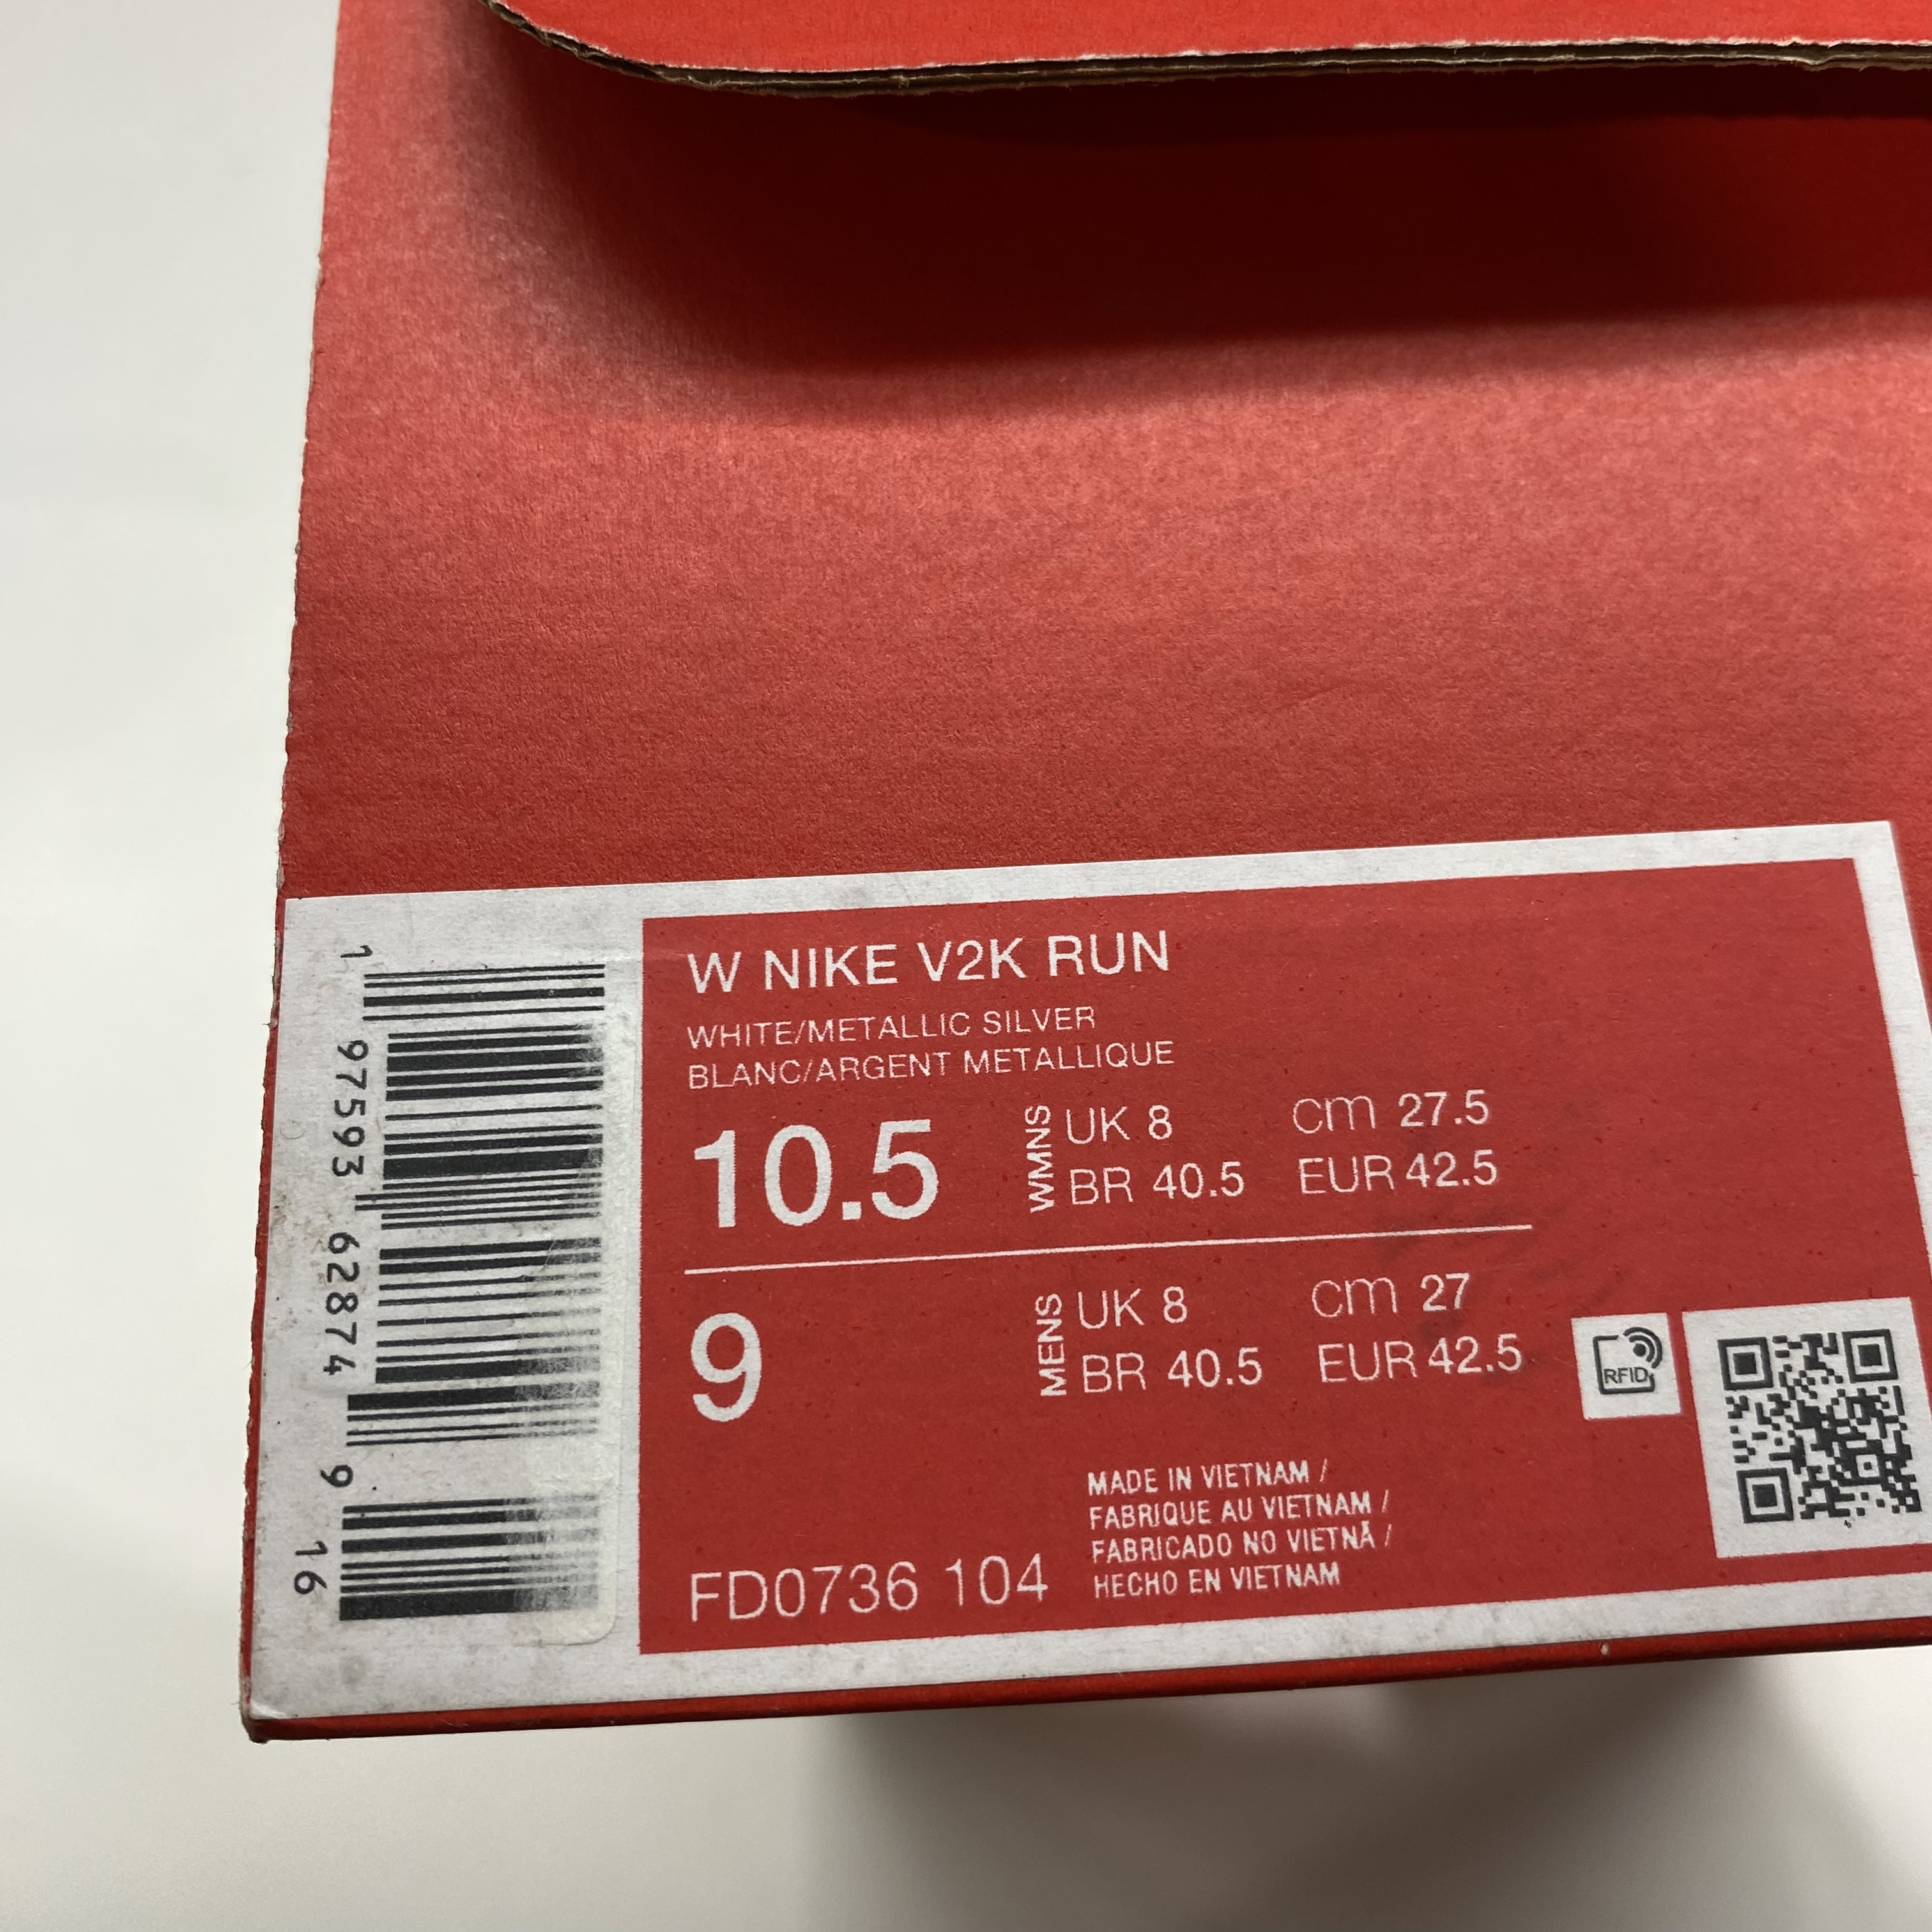 W NIKE V2K RUN
WHITE/METALLIC SILVER
BLANC/ARGENT METALLIQUE
10.5
WMNS
UK 8 cm 27.5
BR 40.5 EUR 42.5
9
MENS
UK 8 cm 27
BR 40.5 EUR 42.5
RFID
MADE IN VIETNAM /
FABRIQUE AU VIETNAM /
FABRICADO NO VIETNÃ /
HECHO EN VIETNAM
FD0736 104
1 97593 62874 9 16